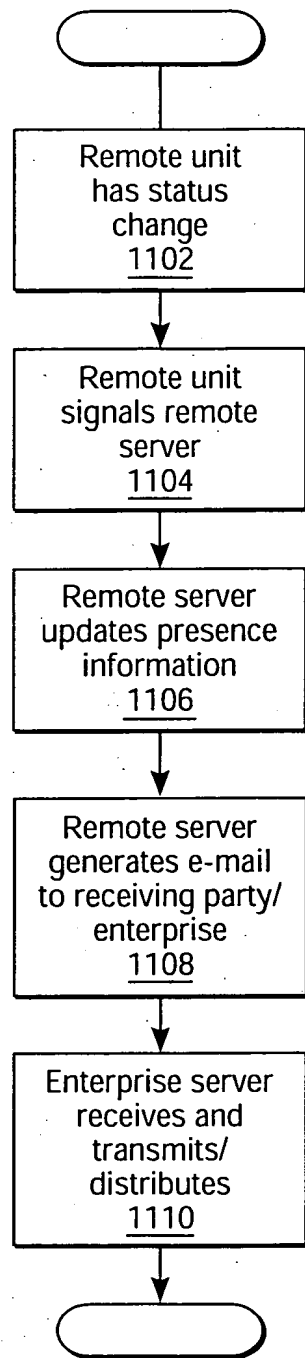 Remote unit
has status
change
1102
Remote unit
signals remote
server
1104
Remote server
updates presence
information
1106
Remote server
generates e-mail
to receiving party/
enterprise
1108
Enterprise server
receives and
transmits/
distributes
1110